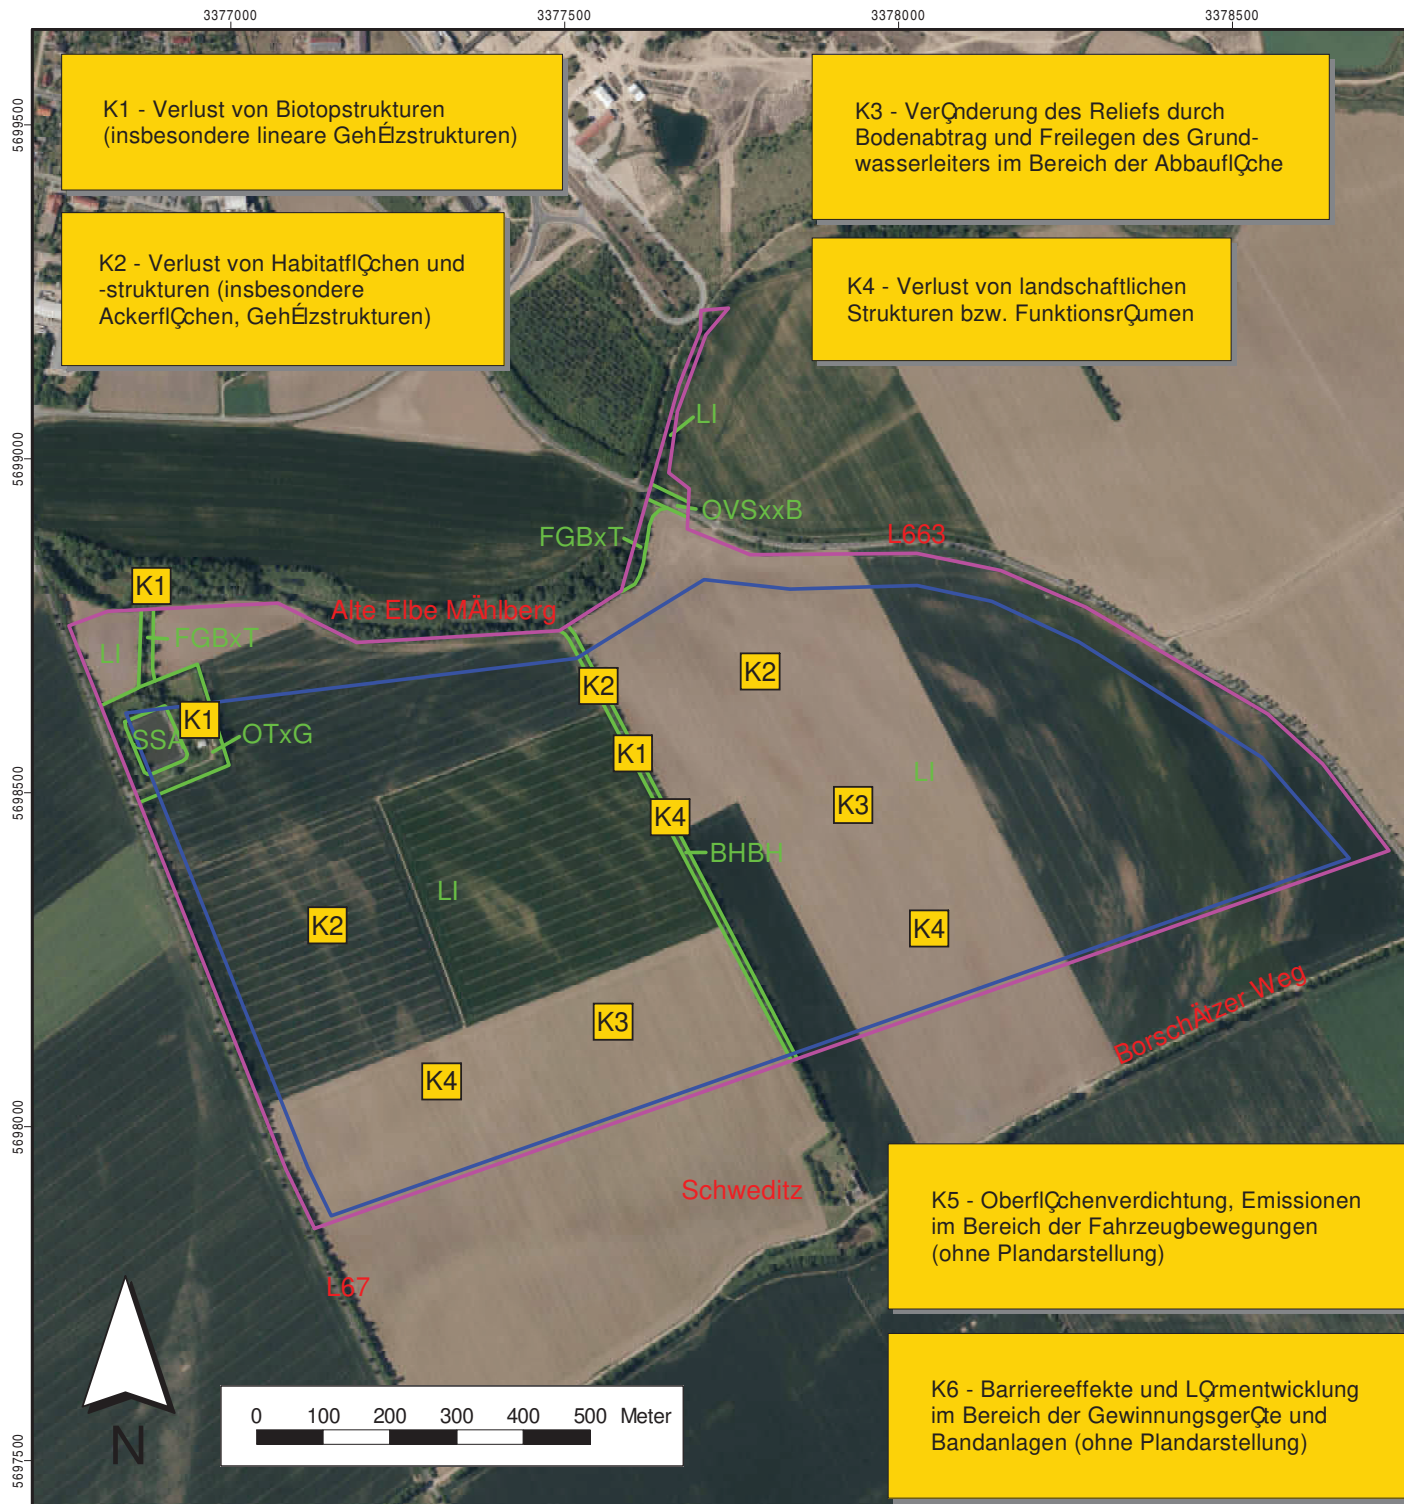 3377000 3377500 3378000 3378500
5699500
5699000
5698500
5698000
5697500
K1 - Verlust von Biotopstrukturen
(insbesondere lineare GehÉlzstrukturen)
K2 - Verlust von HabitatflÇchen und
-strukturen (insbesondere
AckerflÇchen, GehÉlzstrukturen)
K3 - VerÇnderung des Reliefs durch
Bodenabtrag und Freilegen des Grund-
wasserleiters im Bereich der AbbauflÇche
K4 - Verlust von landschaftlichen
Strukturen bzw. FunktionsrÇumen
LI
OVSxxB
FGBxT
L663
K1
Alte Elbe MÄhlberg
FGBxT
LI
K2
K2
K1
SSA
OTxG
K1
LI
K3
K4
BHBH
LI
K2
K4
K3
K4
BorschÄtzer Weg
Schweditz
L67
K5 - OberflÇchenverdichtung, Emissionen
im Bereich der Fahrzeugbewegungen
(ohne Plandarstellung)
K6 - Barriereeffekte und LÇrmentwicklung
im Bereich der GewinnungsgerÇte und
Bandanlagen (ohne Plandarstellung)
N
0 100 200 300 400 500 Meter